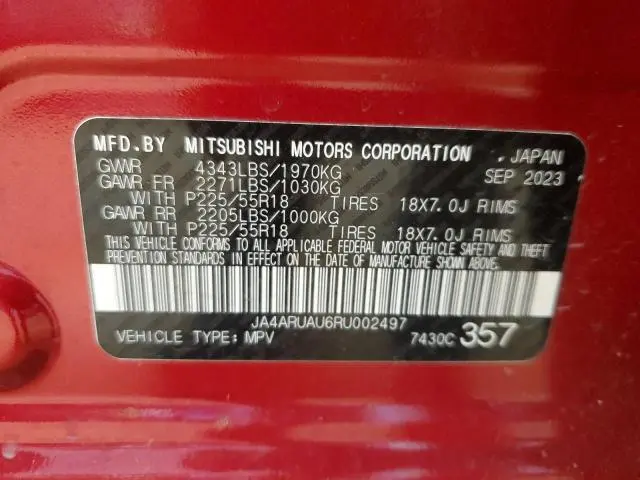 MFD.BY MITSUBISHI MOTORS CORPORATION , JAPAN
GVWR 4343LBS/1970KG SEP 2023
GAWR FR 2271LBS/1030KG
WITH P225/55R18 TIRES 18X7.0J RIMS
GAWR RR 2205LBS/1000KG
WITH P225/55R18 TIRES 18X7.0J RIMS
THIS VEHICLE CONFORMS TO ALL APPLICABLE FEDERAL MOTOR VEHICLE SAFETY AND THEFT
PREVENTION STANDARDS IN EFFECT ON THE DATE OF MANUFACTURE SHOWN ABOVE.
JA4ARUAU6RU002497
VEHICLE TYPE: MPV 7430C 357